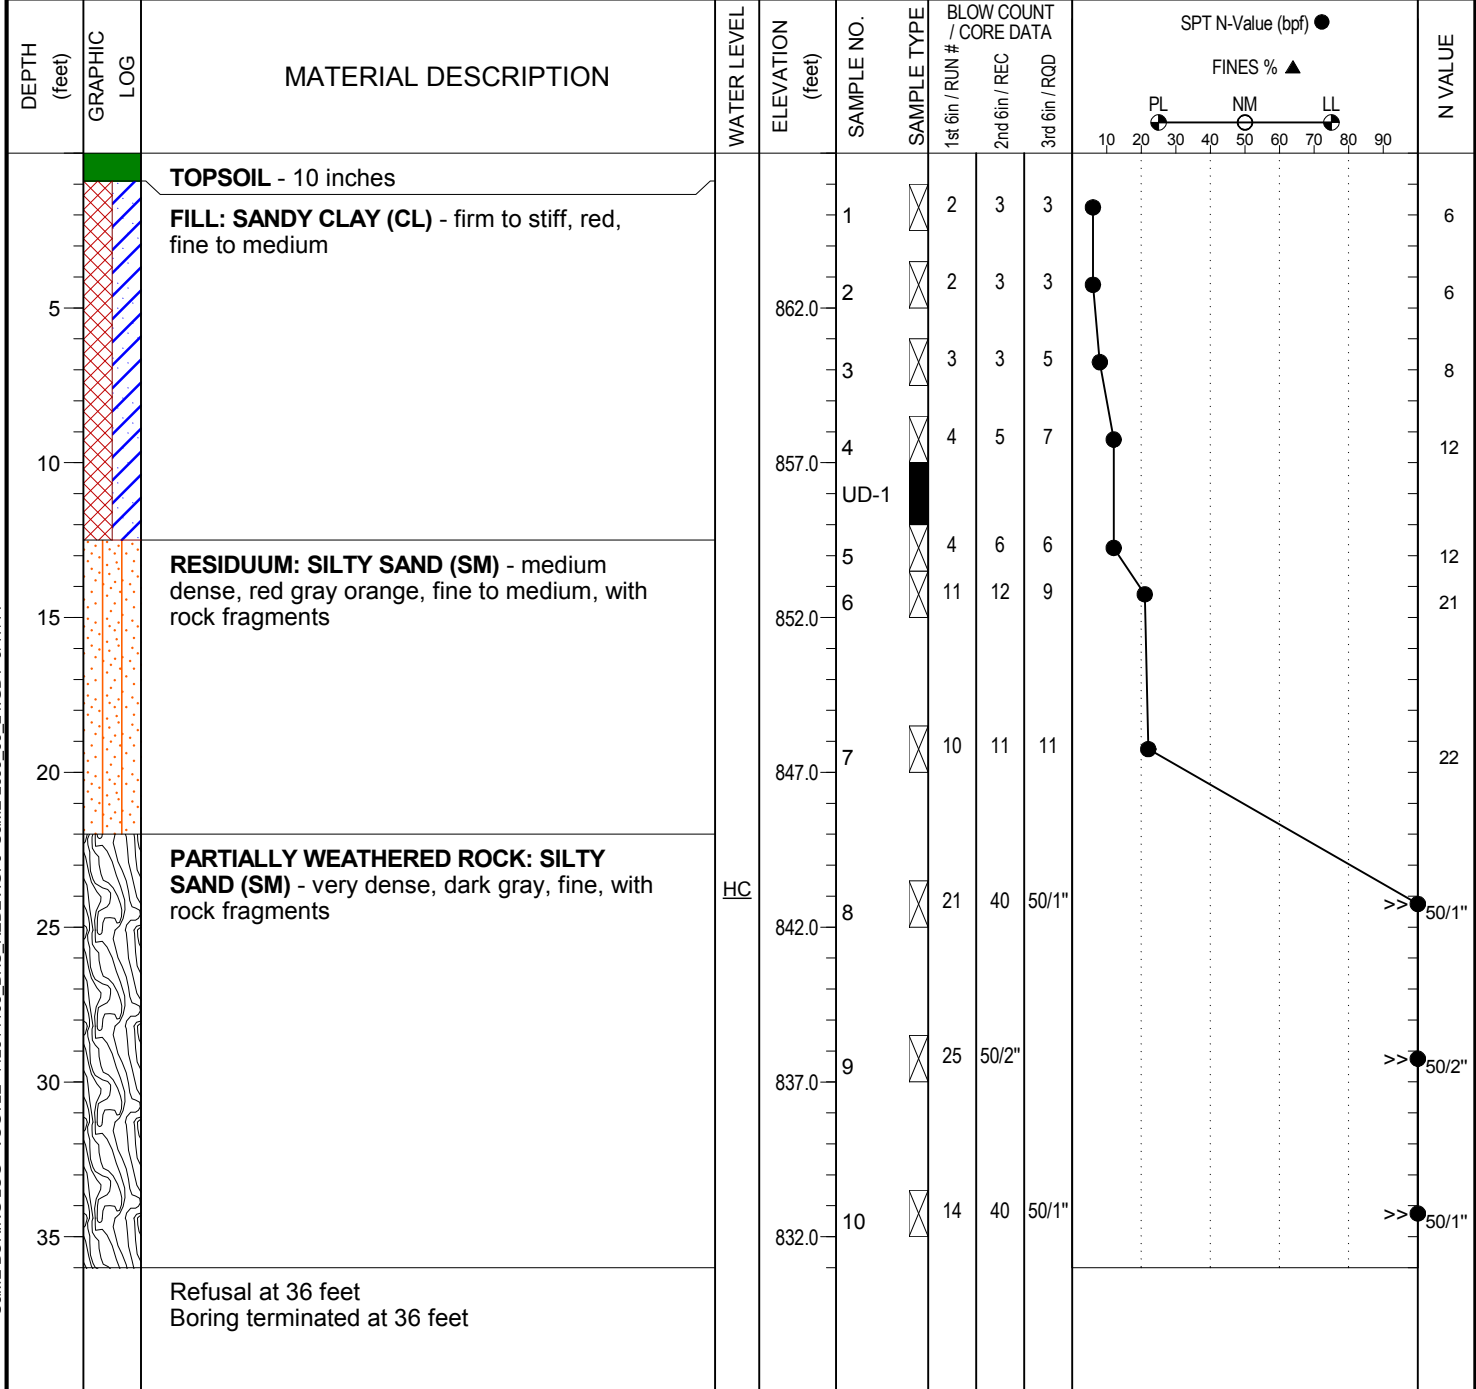 DEPTH
(feet)
GRAPHIC
LOG
MATERIAL DESCRIPTION
WATER LEVEL
ELEVATION
(feet)
SAMPLE NO.
SAMPLE TYPE
BLOW COUNT
/ CORE DATA
1st 6in / RUN #
2nd 6in / REC
3rd 6in / RQD
SPT N-Value (bpf) ●
FINES % ▲
PL NM LL
10 20 30 40 50 60 70 80 90
N VALUE
TOPSOIL - 10 inches
FILL: SANDY CLAY (CL) - firm to stiff, red,
fine to medium
1 2 3 3 6
2 2 3 3 6
5 862.0
3 3 3 5 8
4 4 5 7 12
10 857.0
UD-1
5 4 6 6 12
RESIDUUM: SILTY SAND (SM) - medium
dense, red gray orange, fine to medium, with
rock fragments
6 11 12 9 21
15 852.0
7 10 11 11 22
20 847.0
PARTIALLY WEATHERED ROCK: SILTY
SAND (SM) - very dense, dark gray, fine, with
rock fragments
HC
8 21 40 50/1" >> 50/1"
25 842.0
9 25 50/2" >> 50/2"
30 837.0
10 14 40 50/1" >> 50/1"
35 832.0
Refusal at 36 feet
Boring terminated at 36 feet